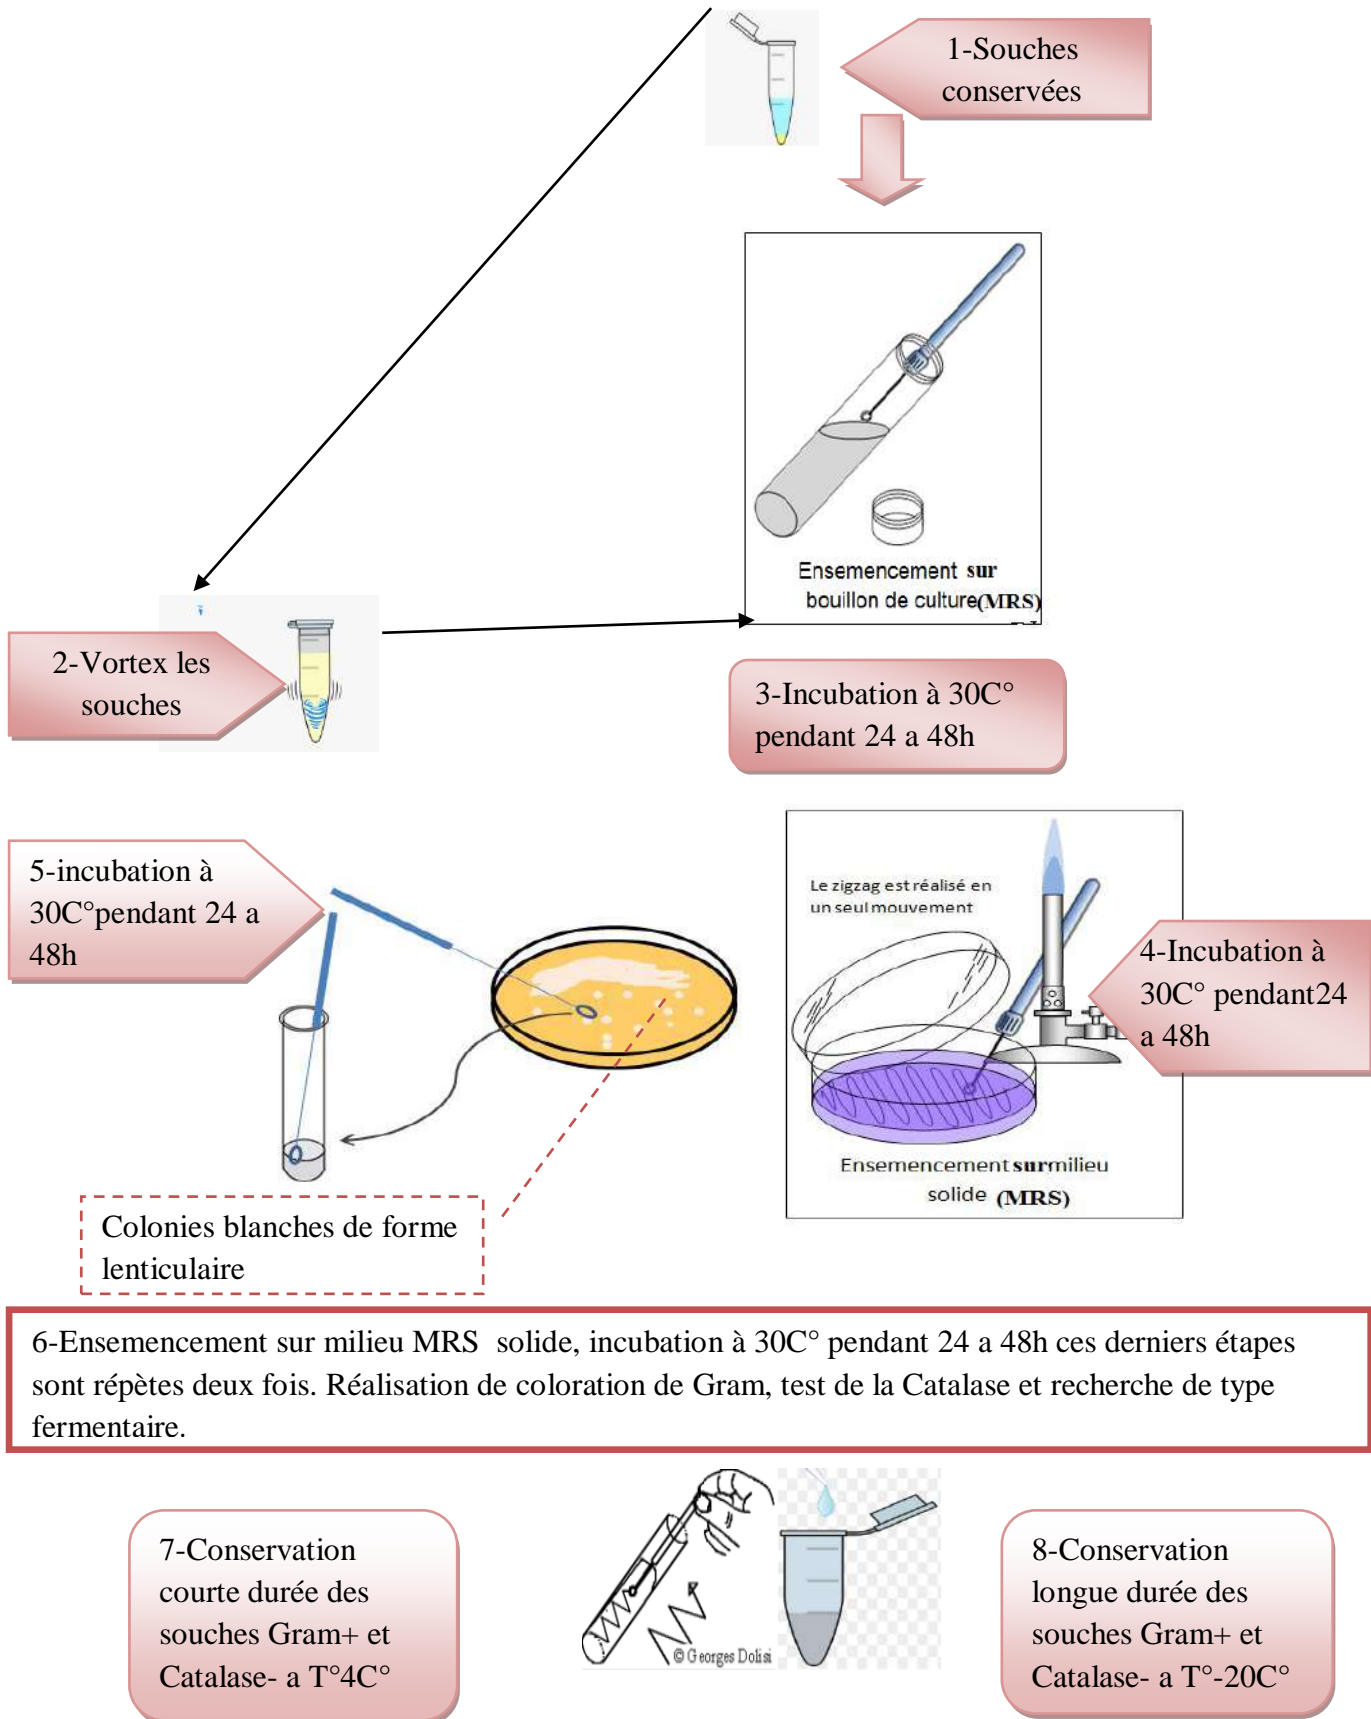 1-Souches
conservées
Ensemencement sur
bouillon de culture(MRS)
2-Vortex les
souches
3-Incubation à 30C°
pendant 24 a 48h
Le zigzag est réalisé en
un seul mouvement
4-Incubation à
30C° pendant24
a 48h
Ensemencement surmilieu
solide (MRS)
5-incubation à
30C°pendant 24 a
48h
Colonies blanches de forme
lenticulaire
6-Ensemencement sur milieu MRS  solide, incubation à 30C° pendant 24 a 48h ces derniers étapes
sont répètes deux fois. Réalisation de coloration de Gram, test de la Catalase et recherche de type
fermentaire.
7-Conservation
courte durée des
souches Gram+ et
Catalase- a T°4C°
© Georges Dolisi
8-Conservation
longue durée des
souches Gram+ et
Catalase- a T°-20C°